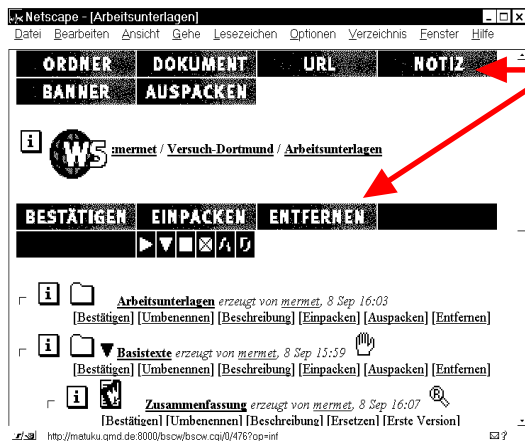 Netscape - [Arbeitsunterlagen]
Datei Bearbeiten Ansicht Gehe Lesezeichen Optionen Verzeichnis Fenster Hilfe
ORDNER DOKUMENT URL NOTIZ
BANNER AUSPACKEN
i WS :mermet / Versuch-Dortmund / Arbeitsunterlagen
BESTÄTIGEN EINPACKEN ENTFERNEN
i Arbeitsunterlagen erzeugt von mermet, 8 Sep 16:03
[Bestätigen] [Umbenennen] [Beschreibung] [Einpacken] [Auspacken] [Entfernen]
i Basistexte erzeugt von mermet, 8 Sep 15:59
[Bestätigen] [Umbenennen] [Beschreibung] [Einpacken] [Auspacken] [Entfernen]
i Zusammenfassung erzeugt von mermet, 8 Sep 16:07 R
[Bestätigen] [Umbenennen] [Beschreibung] [Ersetzen] [Erste Version]
http://matuku.gmd.de:8000/bscw/bscw.cgi/0/476?op=inf